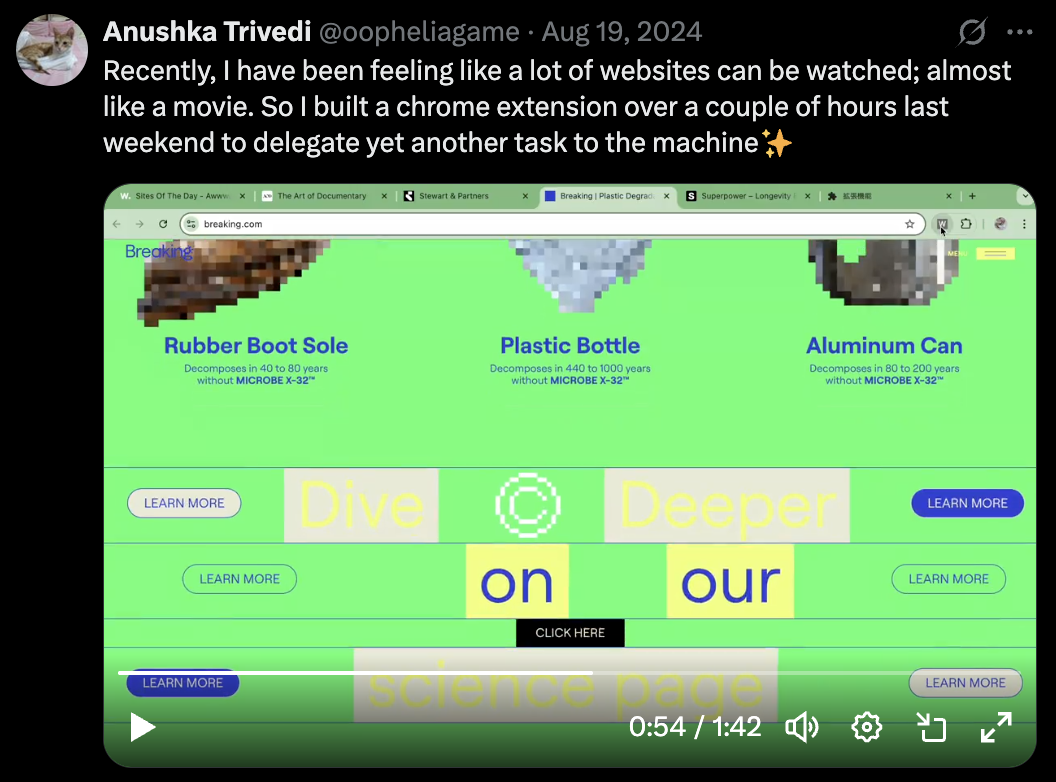 Anushka Trivedi @oopheliagame · Aug 19, 2024
Recently, I have been feeling like a lot of websites can be watched; almost
like a movie. So I built a chrome extension over a couple of hours last
weekend to delegate yet another task to the machine✨
W. Sites Of The Day - Aww The Art of Documentary Stewart & Partners Breaking | Plastic Degrad S Superpower – Longevity 拡張機能
breaking.com W
Breaking MENU
Rubber Boot Sole Plastic Bottle Aluminum Can
Decomposes in 40 to 80 years Decomposes in 440 to 1000 years Decomposes in 80 to 200 years
without MICROBE X-32™ without MICROBE X-32™ without MICROBE X-32™
LEARN MORE Dive © Deeper LEARN MORE
LEARN MORE on our LEARN MORE
CLICK HERE
LEARN MORE science page LEARN MORE
0:54 / 1:42